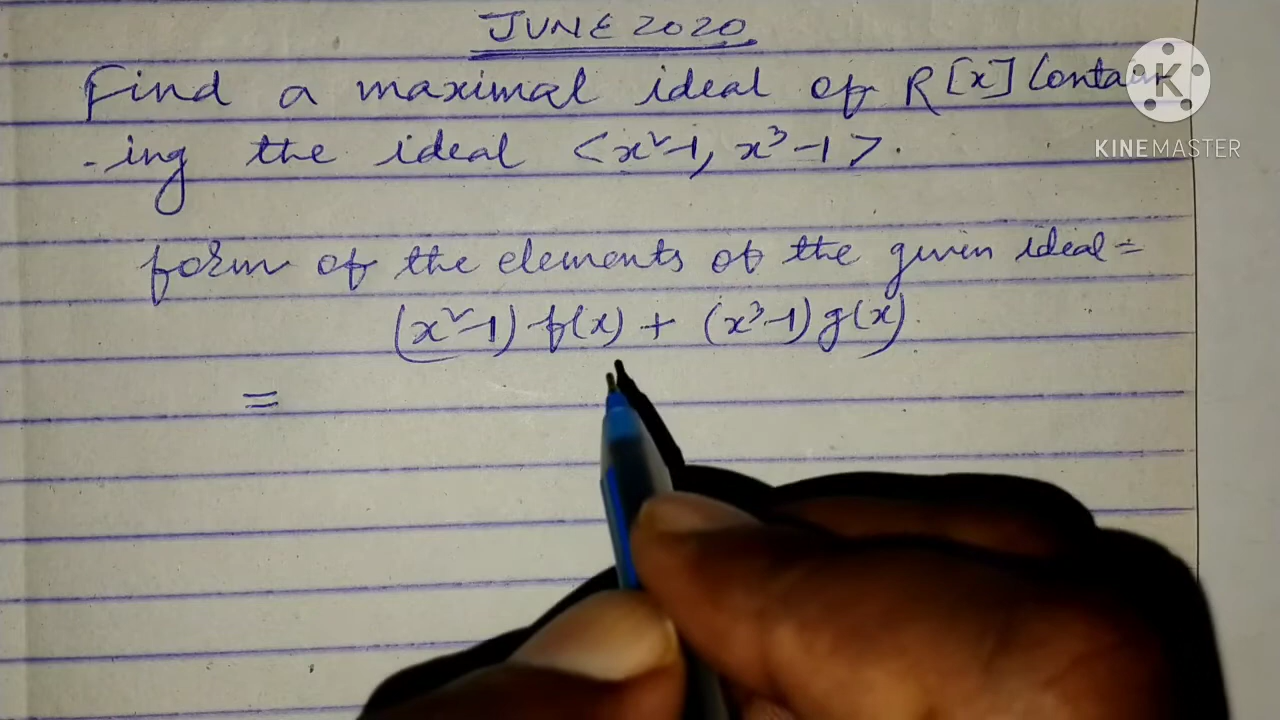 JUNE 2020
Find a maximal ideal of R[x] Contain
K
-ing the ideal <x²-1, x³-1>.
KINEMASTER
form of the elements of the given ideal =
(x²-1) f(x) + (x³-1) g(x)
=